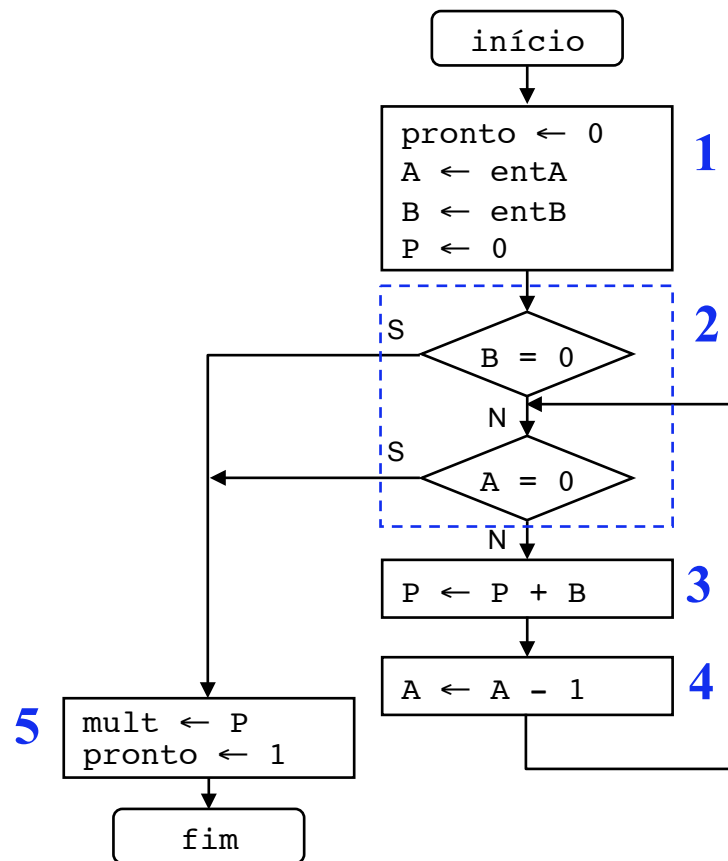 início
pronto ← 0
A ← entA
B ← entB
P ← 0
1
2
S
B = 0
N
S
A = 0
N
P ← P + B
3
A ← A - 1
4
5
mult ← P
pronto ← 1
fim